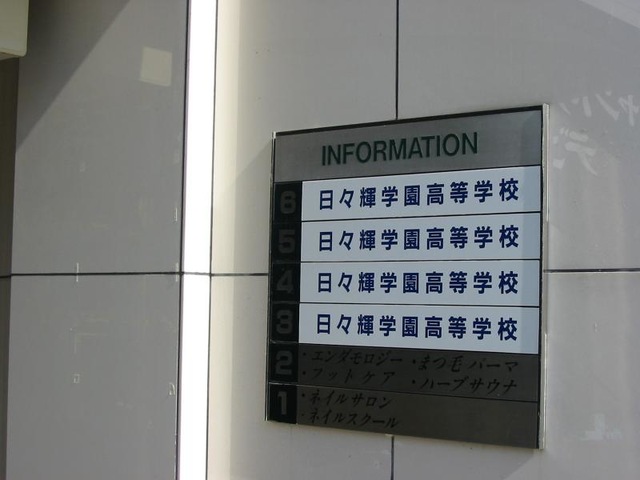 INFORMATION
6 日々輝学園高等学校
5 日々輝学園高等学校
4 日々輝学園高等学校
3 日々輝学園高等学校
2 ・エンダモロジー ・まつ毛パーマ
・フットケア ・ハーブサウナ
1 ・ネイルサロン
・ネイルスクール